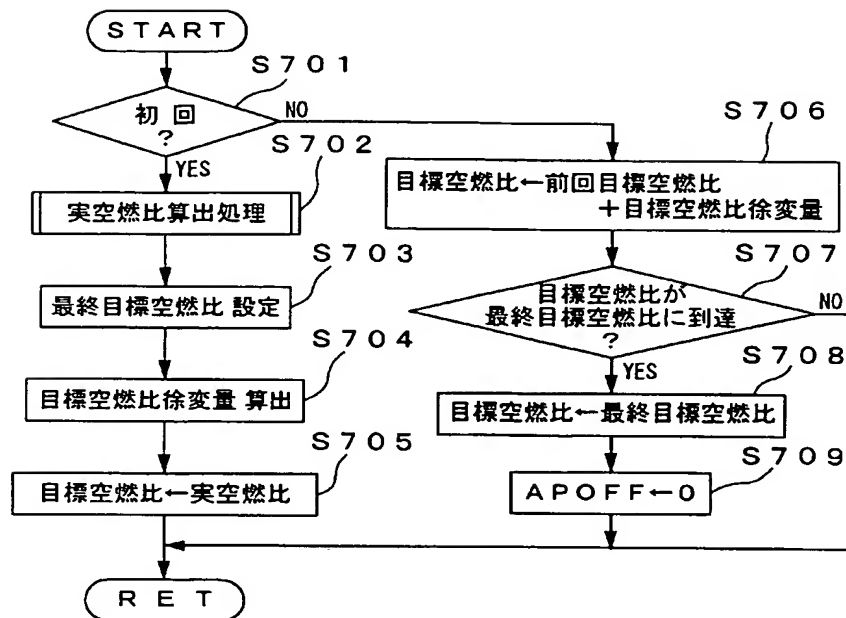 START
S701
初回
?
NO
YES
S702
実空燃比算出処理
S703
最終目標空燃比 設定
S704
目標空燃比徐変量 算出
S705
目標空燃比←実空燃比
RET
S706
目標空燃比←前回目標空燃比
+目標空燃比徐変量
S707
目標空燃比が
最終目標空燃比に到達
?
NO
YES
S708
目標空燃比←最終目標空燃比
S709
APOFF←0